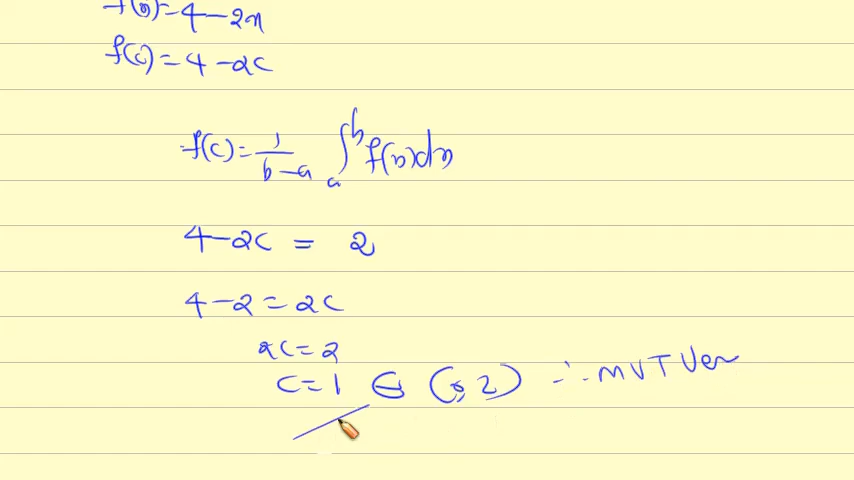 f(x)=4-2x
f(c)=4-2c
f(c)=1/(b-a) ∫_a^b f(x)dx
4-2c = 2
4-2=2c
2c=2
c=1 ∈ (0,2) ∴ MVT Ver